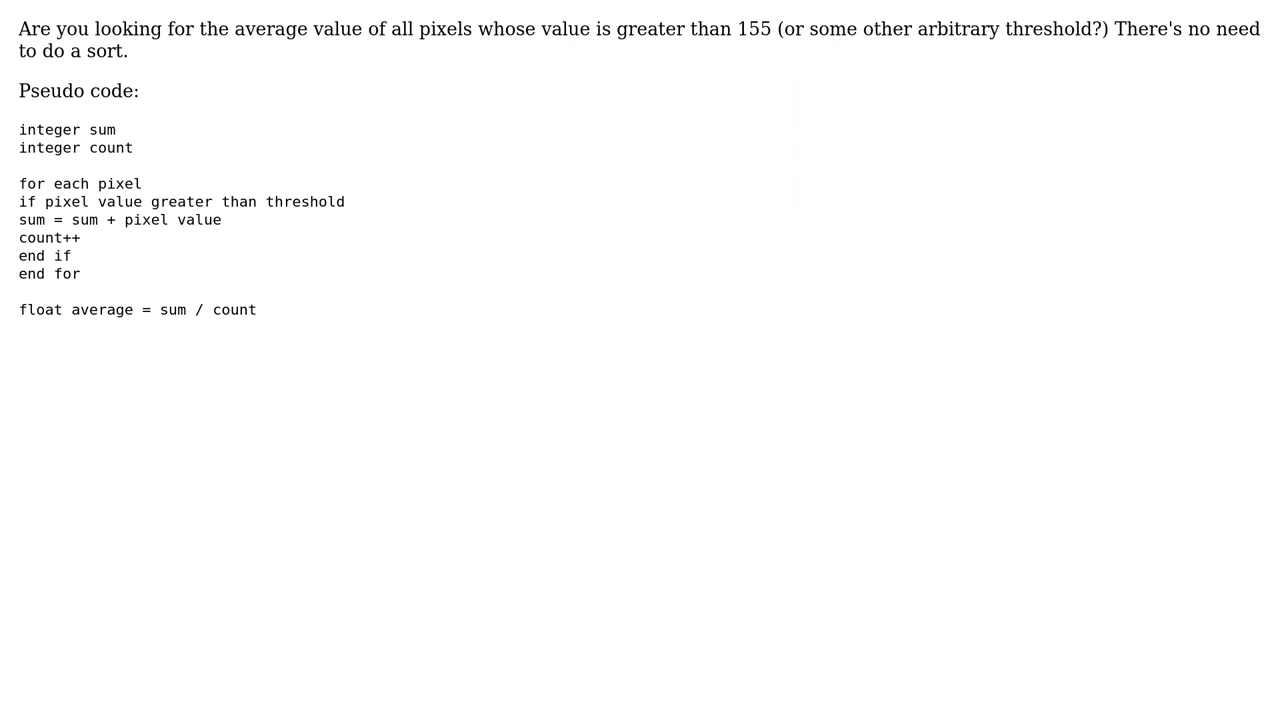 Are you looking for the average value of all pixels whose value is greater than 155 (or some other arbitrary threshold?) There's no need
to do a sort.
Pseudo code:
integer sum
integer count
for each pixel
if pixel value greater than threshold
sum = sum + pixel value
count++
end if
end for
float average = sum / count